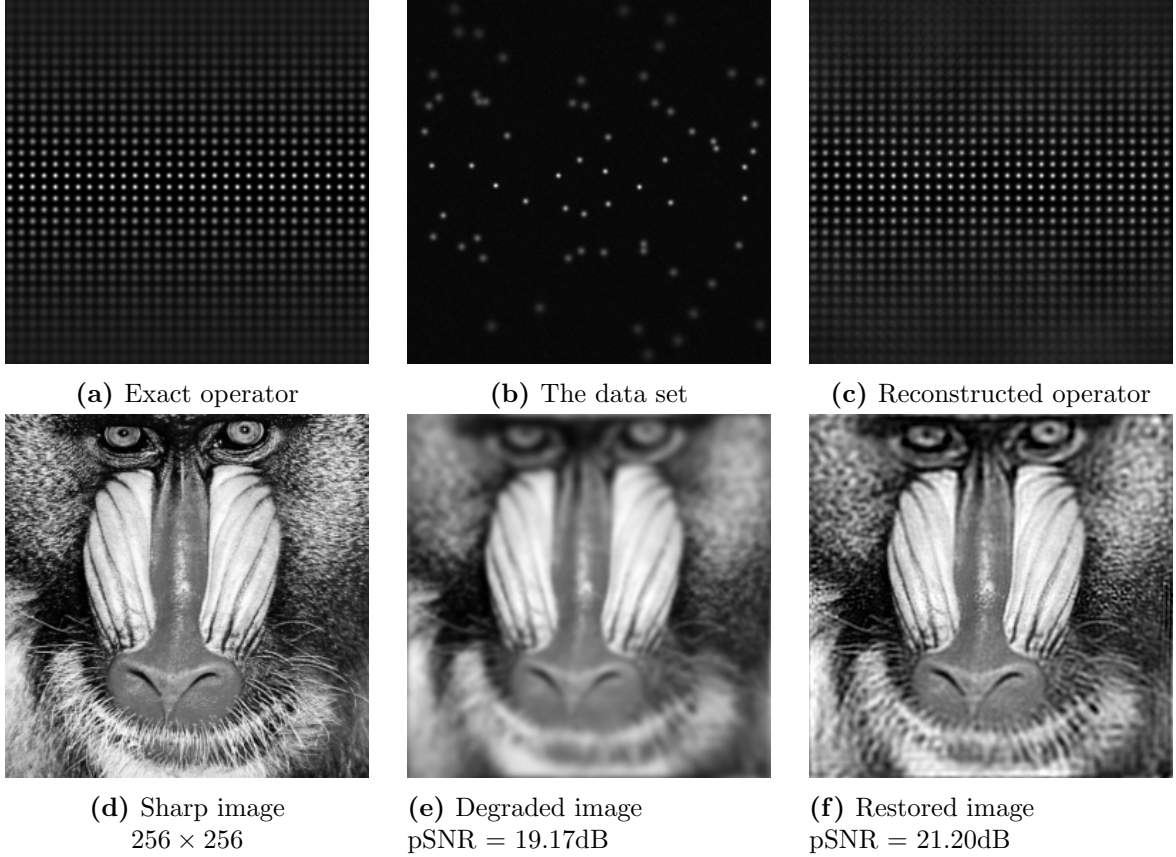 (a) Exact operator
(b) The data set
(c) Reconstructed operator
(d) Sharp image
256 × 256
(e) Degraded image
pSNR = 19.17dB
(f) Restored image
pSNR = 21.20dB